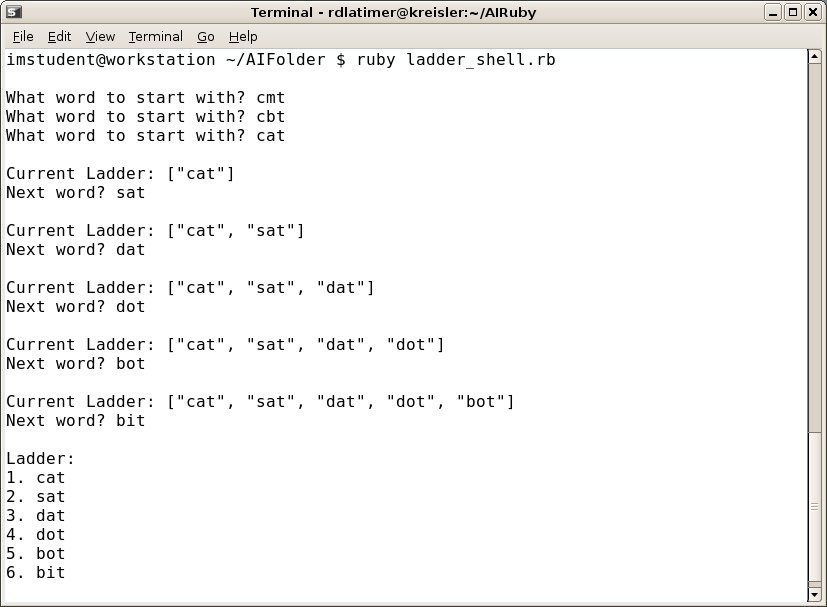 Terminal - rdlatimer@kreisler:~/AIRuby
File Edit View Terminal Go Help
imstudent@workstation ~/AIFolder $ ruby ladder_shell.rb
What word to start with? cmt
What word to start with? cbt
What word to start with? cat
Current Ladder: ["cat"]
Next word? sat
Current Ladder: ["cat", "sat"]
Next word? dat
Current Ladder: ["cat", "sat", "dat"]
Next word? dot
Current Ladder: ["cat", "sat", "dat", "dot"]
Next word? bot
Current Ladder: ["cat", "sat", "dat", "dot", "bot"]
Next word? bit
Ladder:
1. cat
2. sat
3. dat
4. dot
5. bot
6. bit